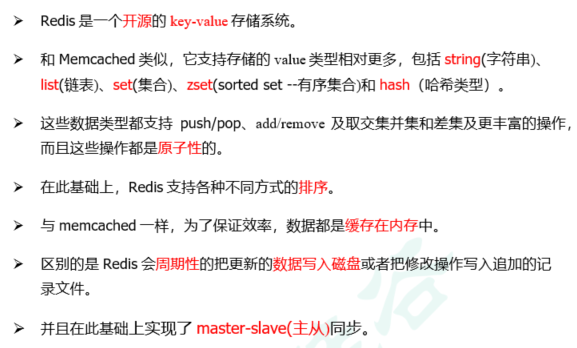 ➢ Redis 是一个开源的 key-value 存储系统。
➢ 和 Memcached 类似，它支持存储的 value 类型相对更多，包括 string(字符串)、
list(链表)、set(集合)、zset(sorted set --有序集合)和 hash（哈希类型）。
➢ 这些数据类型都支持 push/pop、add/remove 及取交集并集和差集及更丰富的操作，
而且这些操作都是原子性的。
➢ 在此基础上，Redis 支持各种不同方式的排序。
➢ 与 memcached 一样，为了保证效率，数据都是缓存在内存中。
➢ 区别的是 Redis 会周期性的把更新的数据写入磁盘或者把修改操作写入追加的记
录文件。
➢ 并且在此基础上实现了 master-slave(主从)同步。